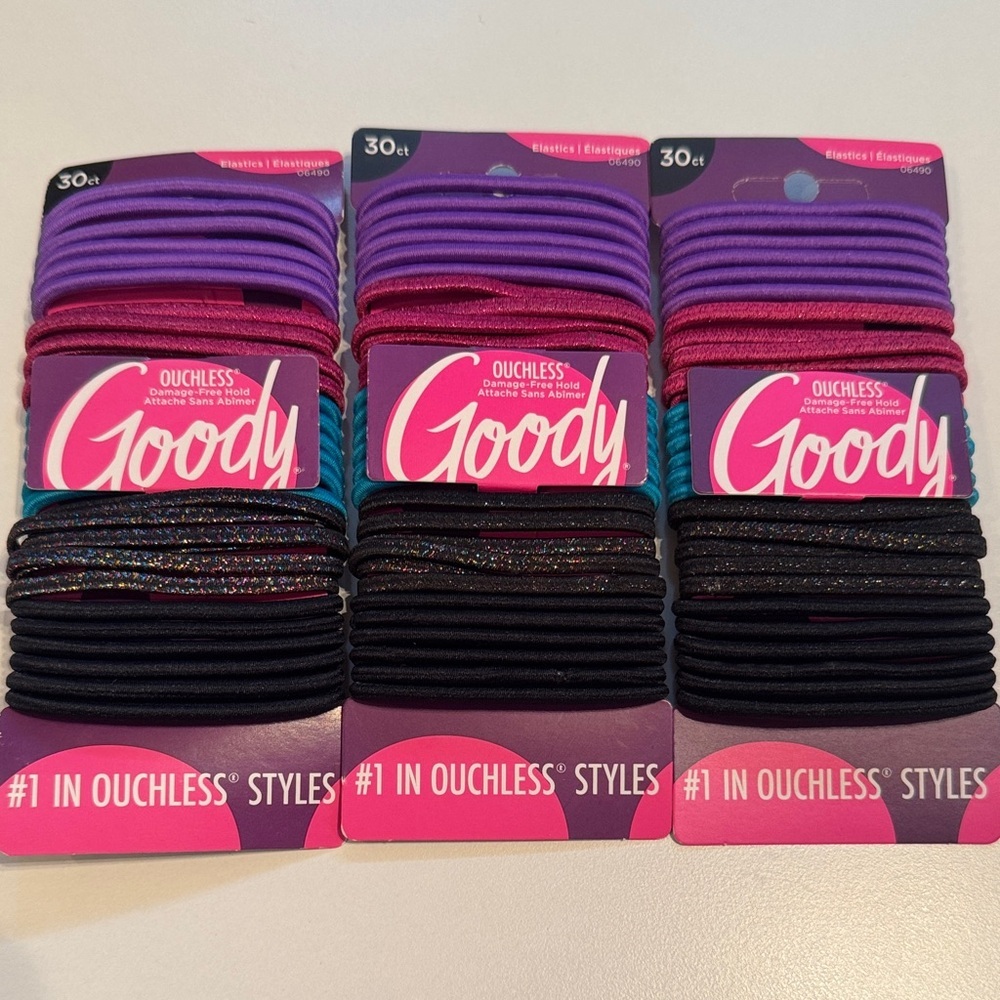 30ct
Elastics | Élastiques
06490
OUCHLESS®
Damage-Free Hold
Attache Sans Abîmer
Goody®
#1 IN OUCHLESS® STYLES
30ct
Elastics | Élastiques
06490
OUCHLESS®
Damage-Free Hold
Attache Sans Abîmer
Goody®
#1 IN OUCHLESS® STYLES
30ct
Elastics | Élastiques
06490
OUCHLESS®
Damage-Free Hold
Attache Sans Abîmer
Goody®
#1 IN OUCHLESS® STYLES